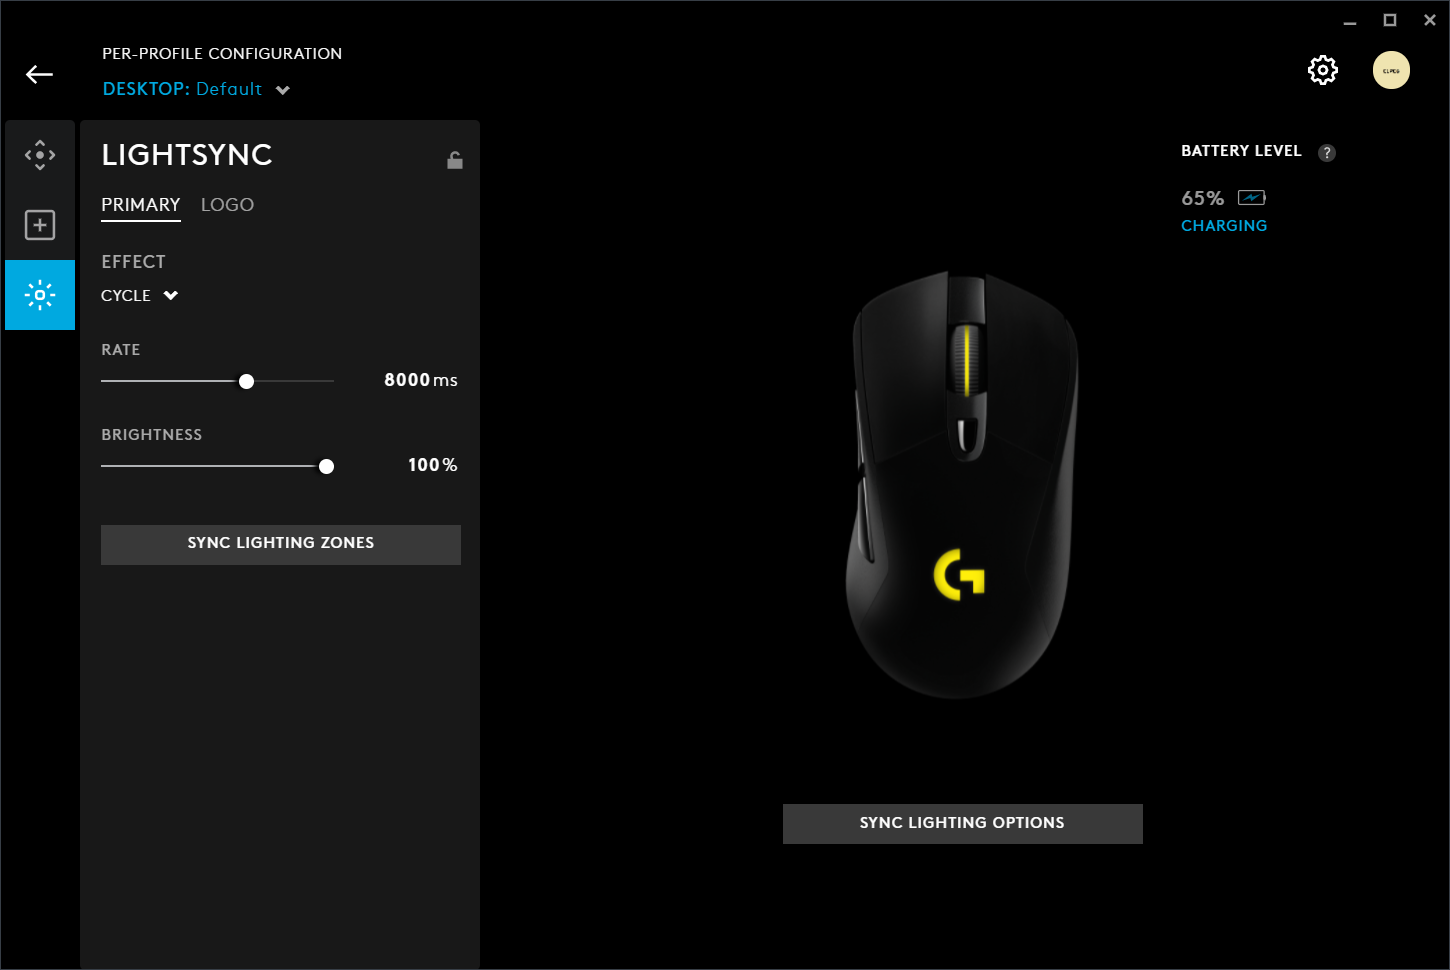 PER-PROFILE CONFIGURATION
DESKTOP: Default
LIGHTSYNC
PRIMARY LOGO
EFFECT
CYCLE
RATE
8000 ms
BRIGHTNESS
100 %
SYNC LIGHTING ZONES
BATTERY LEVEL ?
65%
CHARGING
G
SYNC LIGHTING OPTIONS